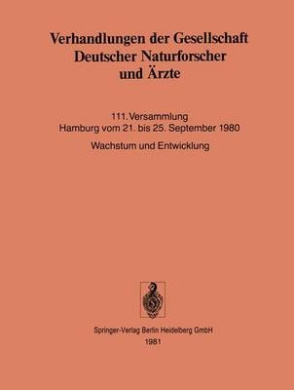 Verhandlungen der Gesellschaft
Deutscher Naturforscher
und Ärzte
111. Versammlung
Hamburg vom 21. bis 25. September 1980
Wachstum und Entwicklung
Springer-Verlag Berlin Heidelberg GmbH
1981